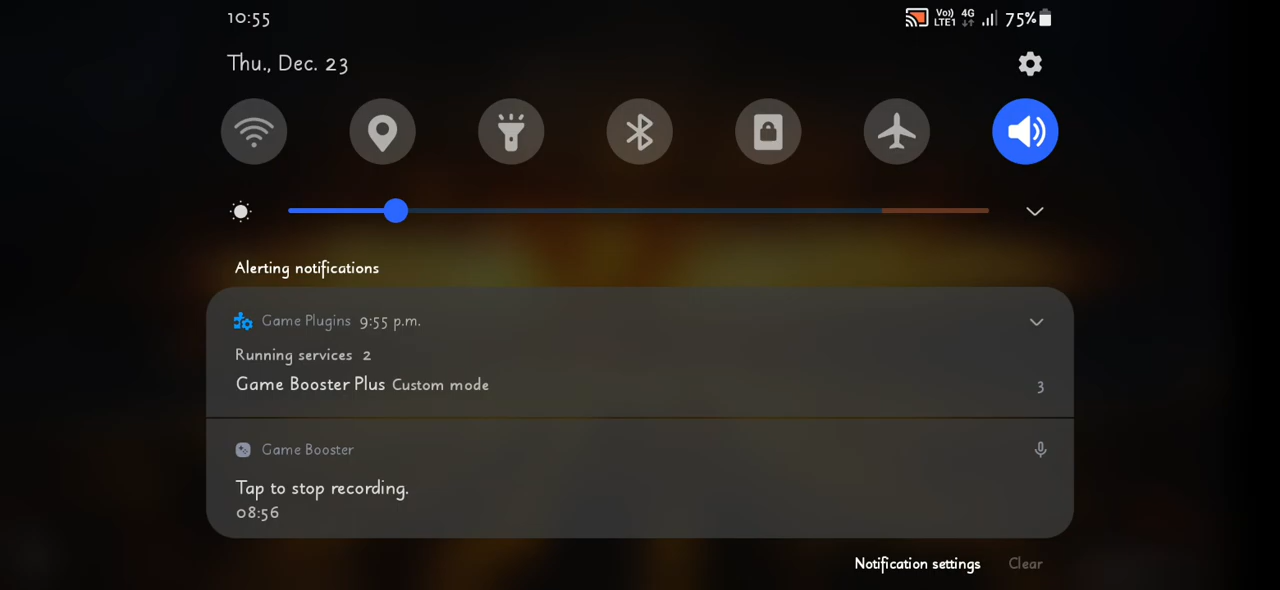 10:55
Vo)) 4G
LTE1
75%
Thu., Dec. 23
Alerting notifications
Game Plugins 9:55 p.m.
Running services 2
Game Booster Plus Custom mode 3
Game Booster
Tap to stop recording.
08:56
Notification settings Clear